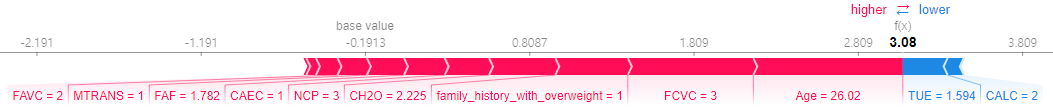 higher ⇄ lower
base value f(x)
-2.191 -1.191 -0.1913 0.8087 1.809 2.809 3.08 3.809
FAVC = 2 MTRANS = 1 FAF = 1.782 CAEC = 1 NCP = 3 CH2O = 2.225 family_history_with_overweight = 1 FCVC = 3 Age = 26.02 TUE = 1.594 CALC = 2